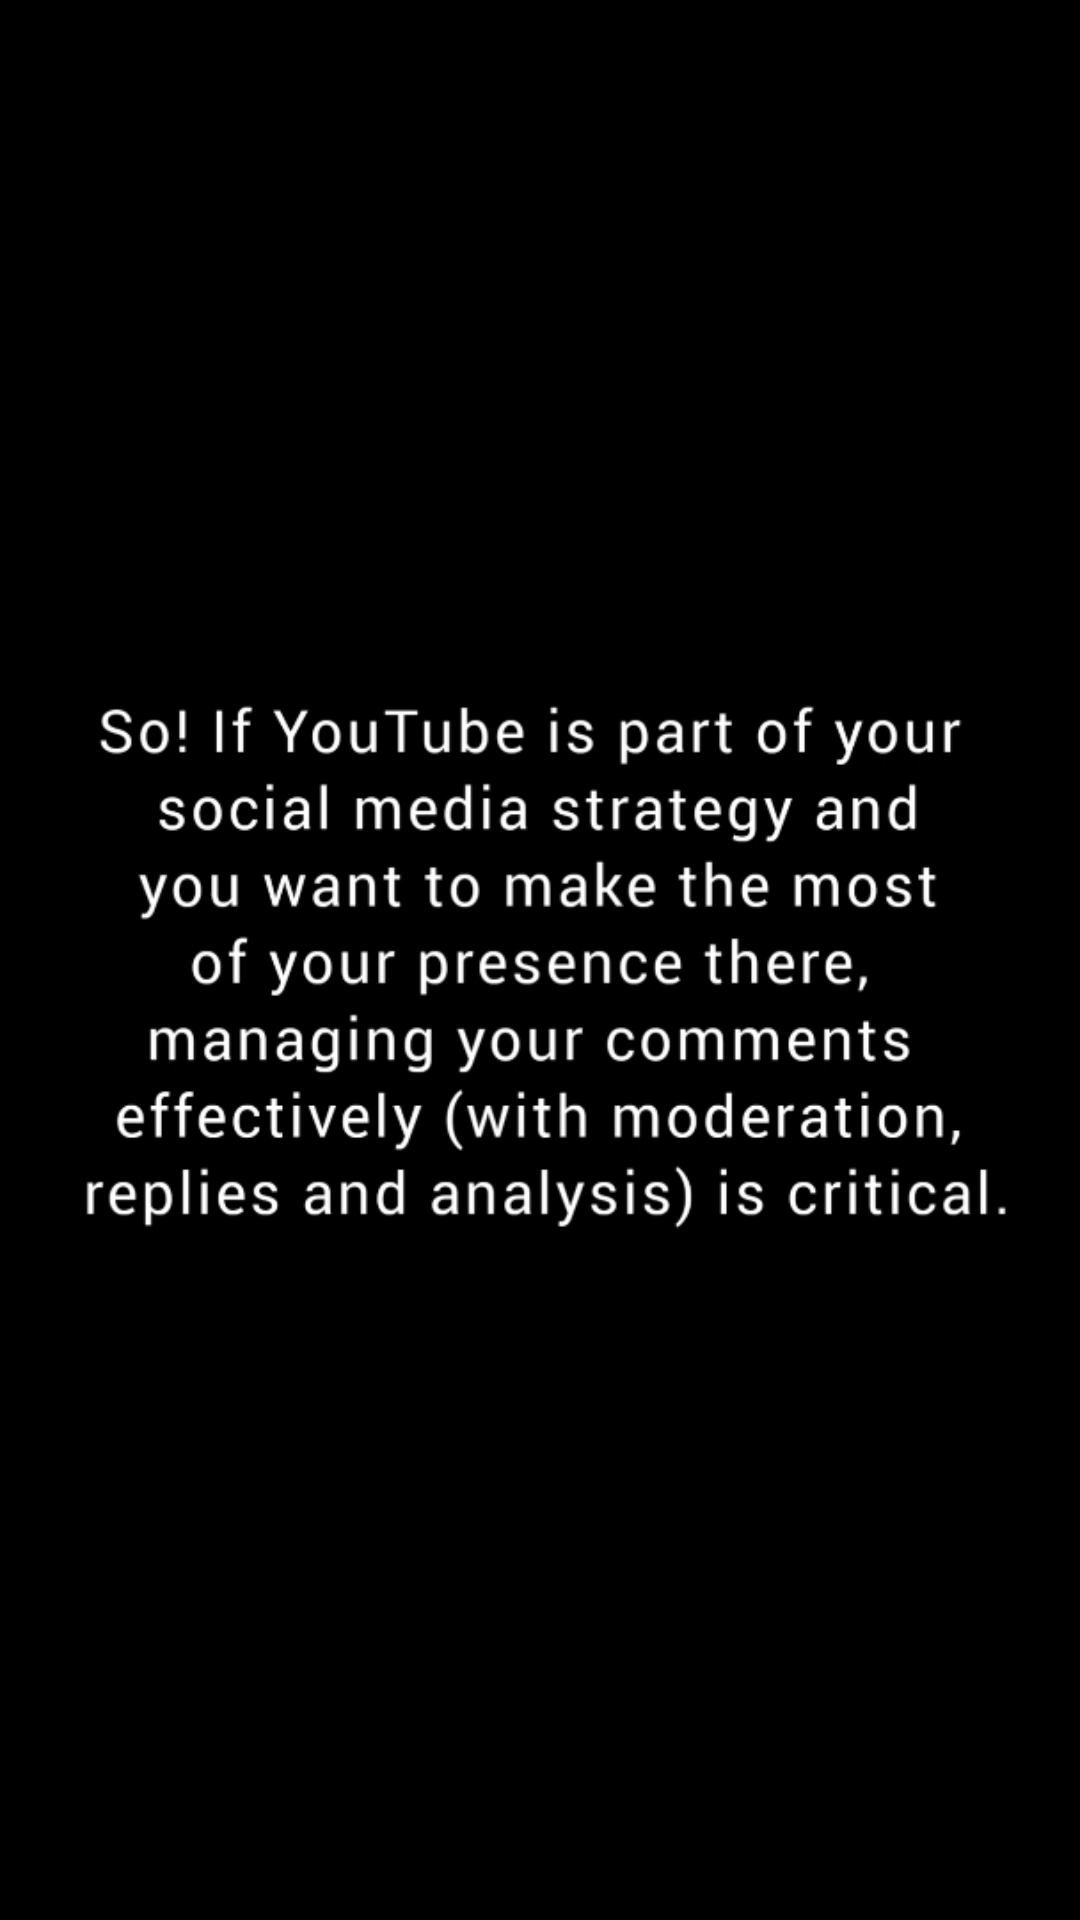 So! If YouTube is part of your
social media strategy and
you want to make the most
of your presence there,
managing your comments
effectively (with moderation,
replies and analysis) is critical.